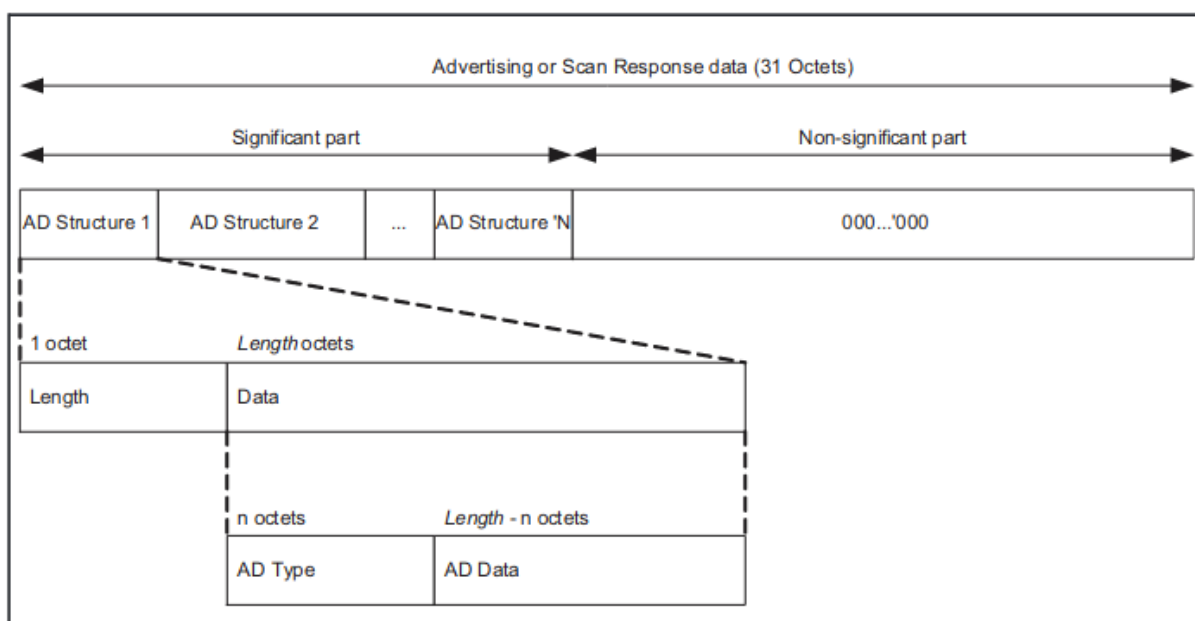 Advertising or Scan Response data (31 Octets)
Significant part
Non-significant part
AD Structure 1
AD Structure 2
...
AD Structure 'N
000...'000
1 octet
Length octets
Length
Data
n octets
Length - n octets
AD Type
AD Data